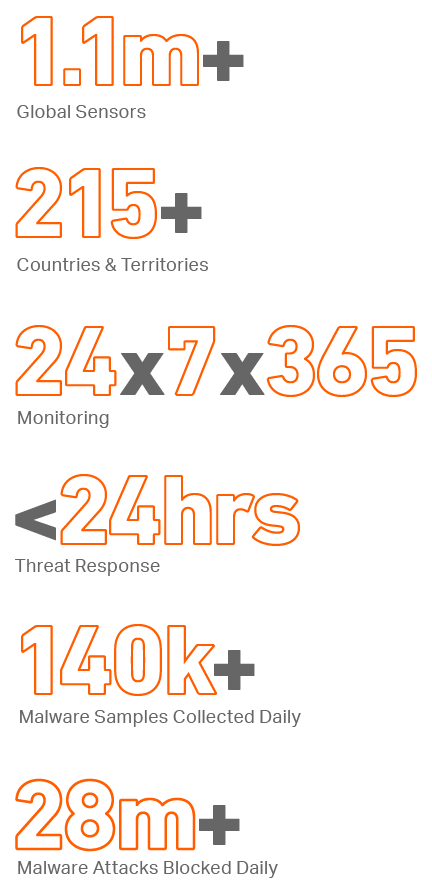 1.1m+
Global Sensors
215+
Countries & Territories
24x7x365
Monitoring
<24hrs
Threat Response
140k+
Malware Samples Collected Daily
28m+
Malware Attacks Blocked Daily